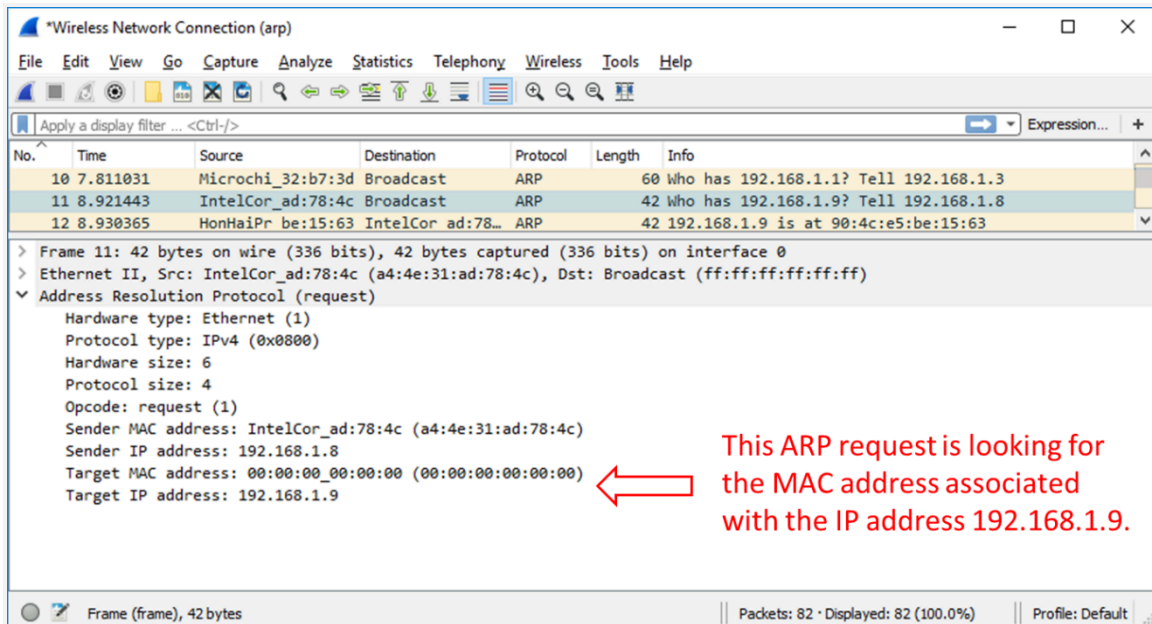 *Wireless Network Connection (arp)
File Edit View Go Capture Analyze Statistics Telephony Wireless Tools Help
Apply a display filter ... <Ctrl-/> Expression... +
No. Time Source Destination Protocol Length Info
10 7.811031 Microchi_32:b7:3d Broadcast ARP 60 Who has 192.168.1.1? Tell 192.168.1.3
11 8.921443 IntelCor_ad:78:4c Broadcast ARP 42 Who has 192.168.1.9? Tell 192.168.1.8
12 8.930365 HonHaiPr_be:15:63 IntelCor_ad:78… ARP 42 192.168.1.9 is at 90:4c:e5:be:15:63
> Frame 11: 42 bytes on wire (336 bits), 42 bytes captured (336 bits) on interface 0
> Ethernet II, Src: IntelCor_ad:78:4c (a4:4e:31:ad:78:4c), Dst: Broadcast (ff:ff:ff:ff:ff:ff)
Address Resolution Protocol (request)
Hardware type: Ethernet (1)
Protocol type: IPv4 (0x0800)
Hardware size: 6
Protocol size: 4
Opcode: request (1)
Sender MAC address: IntelCor_ad:78:4c (a4:4e:31:ad:78:4c)
Sender IP address: 192.168.1.8
Target MAC address: 00:00:00_00:00:00 (00:00:00:00:00:00)
Target IP address: 192.168.1.9
This ARP request is looking for
the MAC address associated
with the IP address 192.168.1.9.
Frame (frame), 42 bytes Packets: 82 · Displayed: 82 (100.0%) Profile: Default